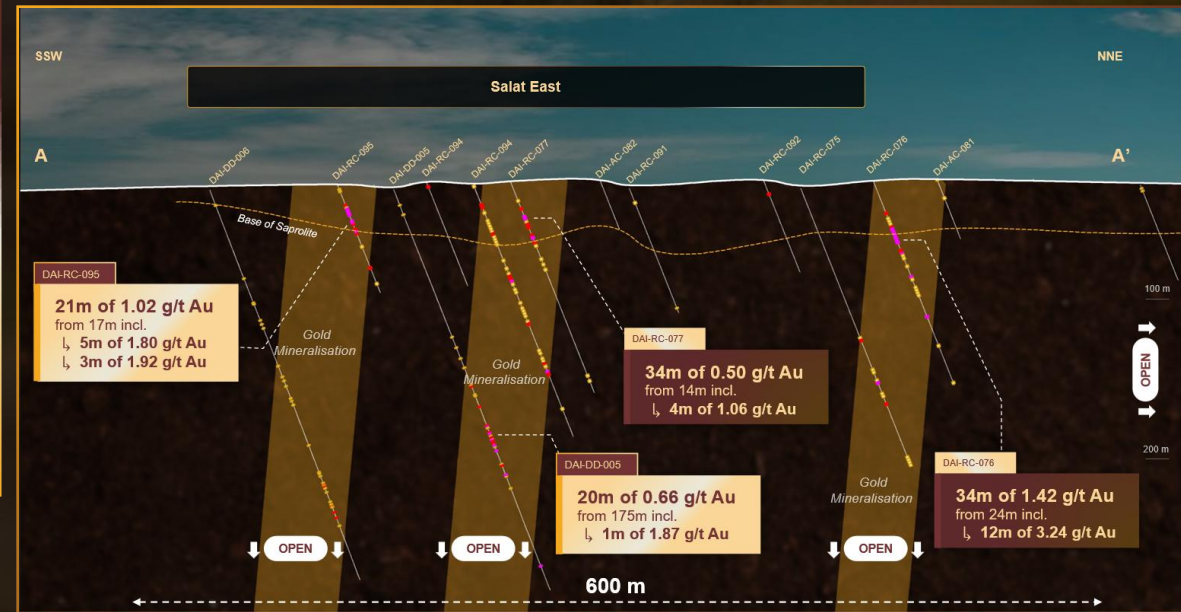 SSW
NNE
Salat East
A
A'
DAI-DD-006
DAI-RC-095
DAI-DD-005
DAI-RC-094
DAI-RC-094
DAI-RC-077
DAI-AC-082
DAI-RC-091
DAI-RC-092
DAI-RC-075
DAI-RC-076
DAI-AC-081
Base of Saprolite
DAI-RC-095
21m of 1.02 g/t Au
from 17m incl.
↳ 5m of 1.80 g/t Au
↳ 3m of 1.92 g/t Au
Gold
Mineralisation
Gold
Mineralisation
DAI-RC-077
34m of 0.50 g/t Au
from 14m incl.
↳ 4m of 1.06 g/t Au
100 m
OPEN
200 m
DAI-DD-005
20m of 0.66 g/t Au
from 175m incl.
↳ 1m of 1.87 g/t Au
Gold
Mineralisation
DAI-RC-076
34m of 1.42 g/t Au
from 24m incl.
↳ 12m of 3.24 g/t Au
OPEN
OPEN
OPEN
600 m